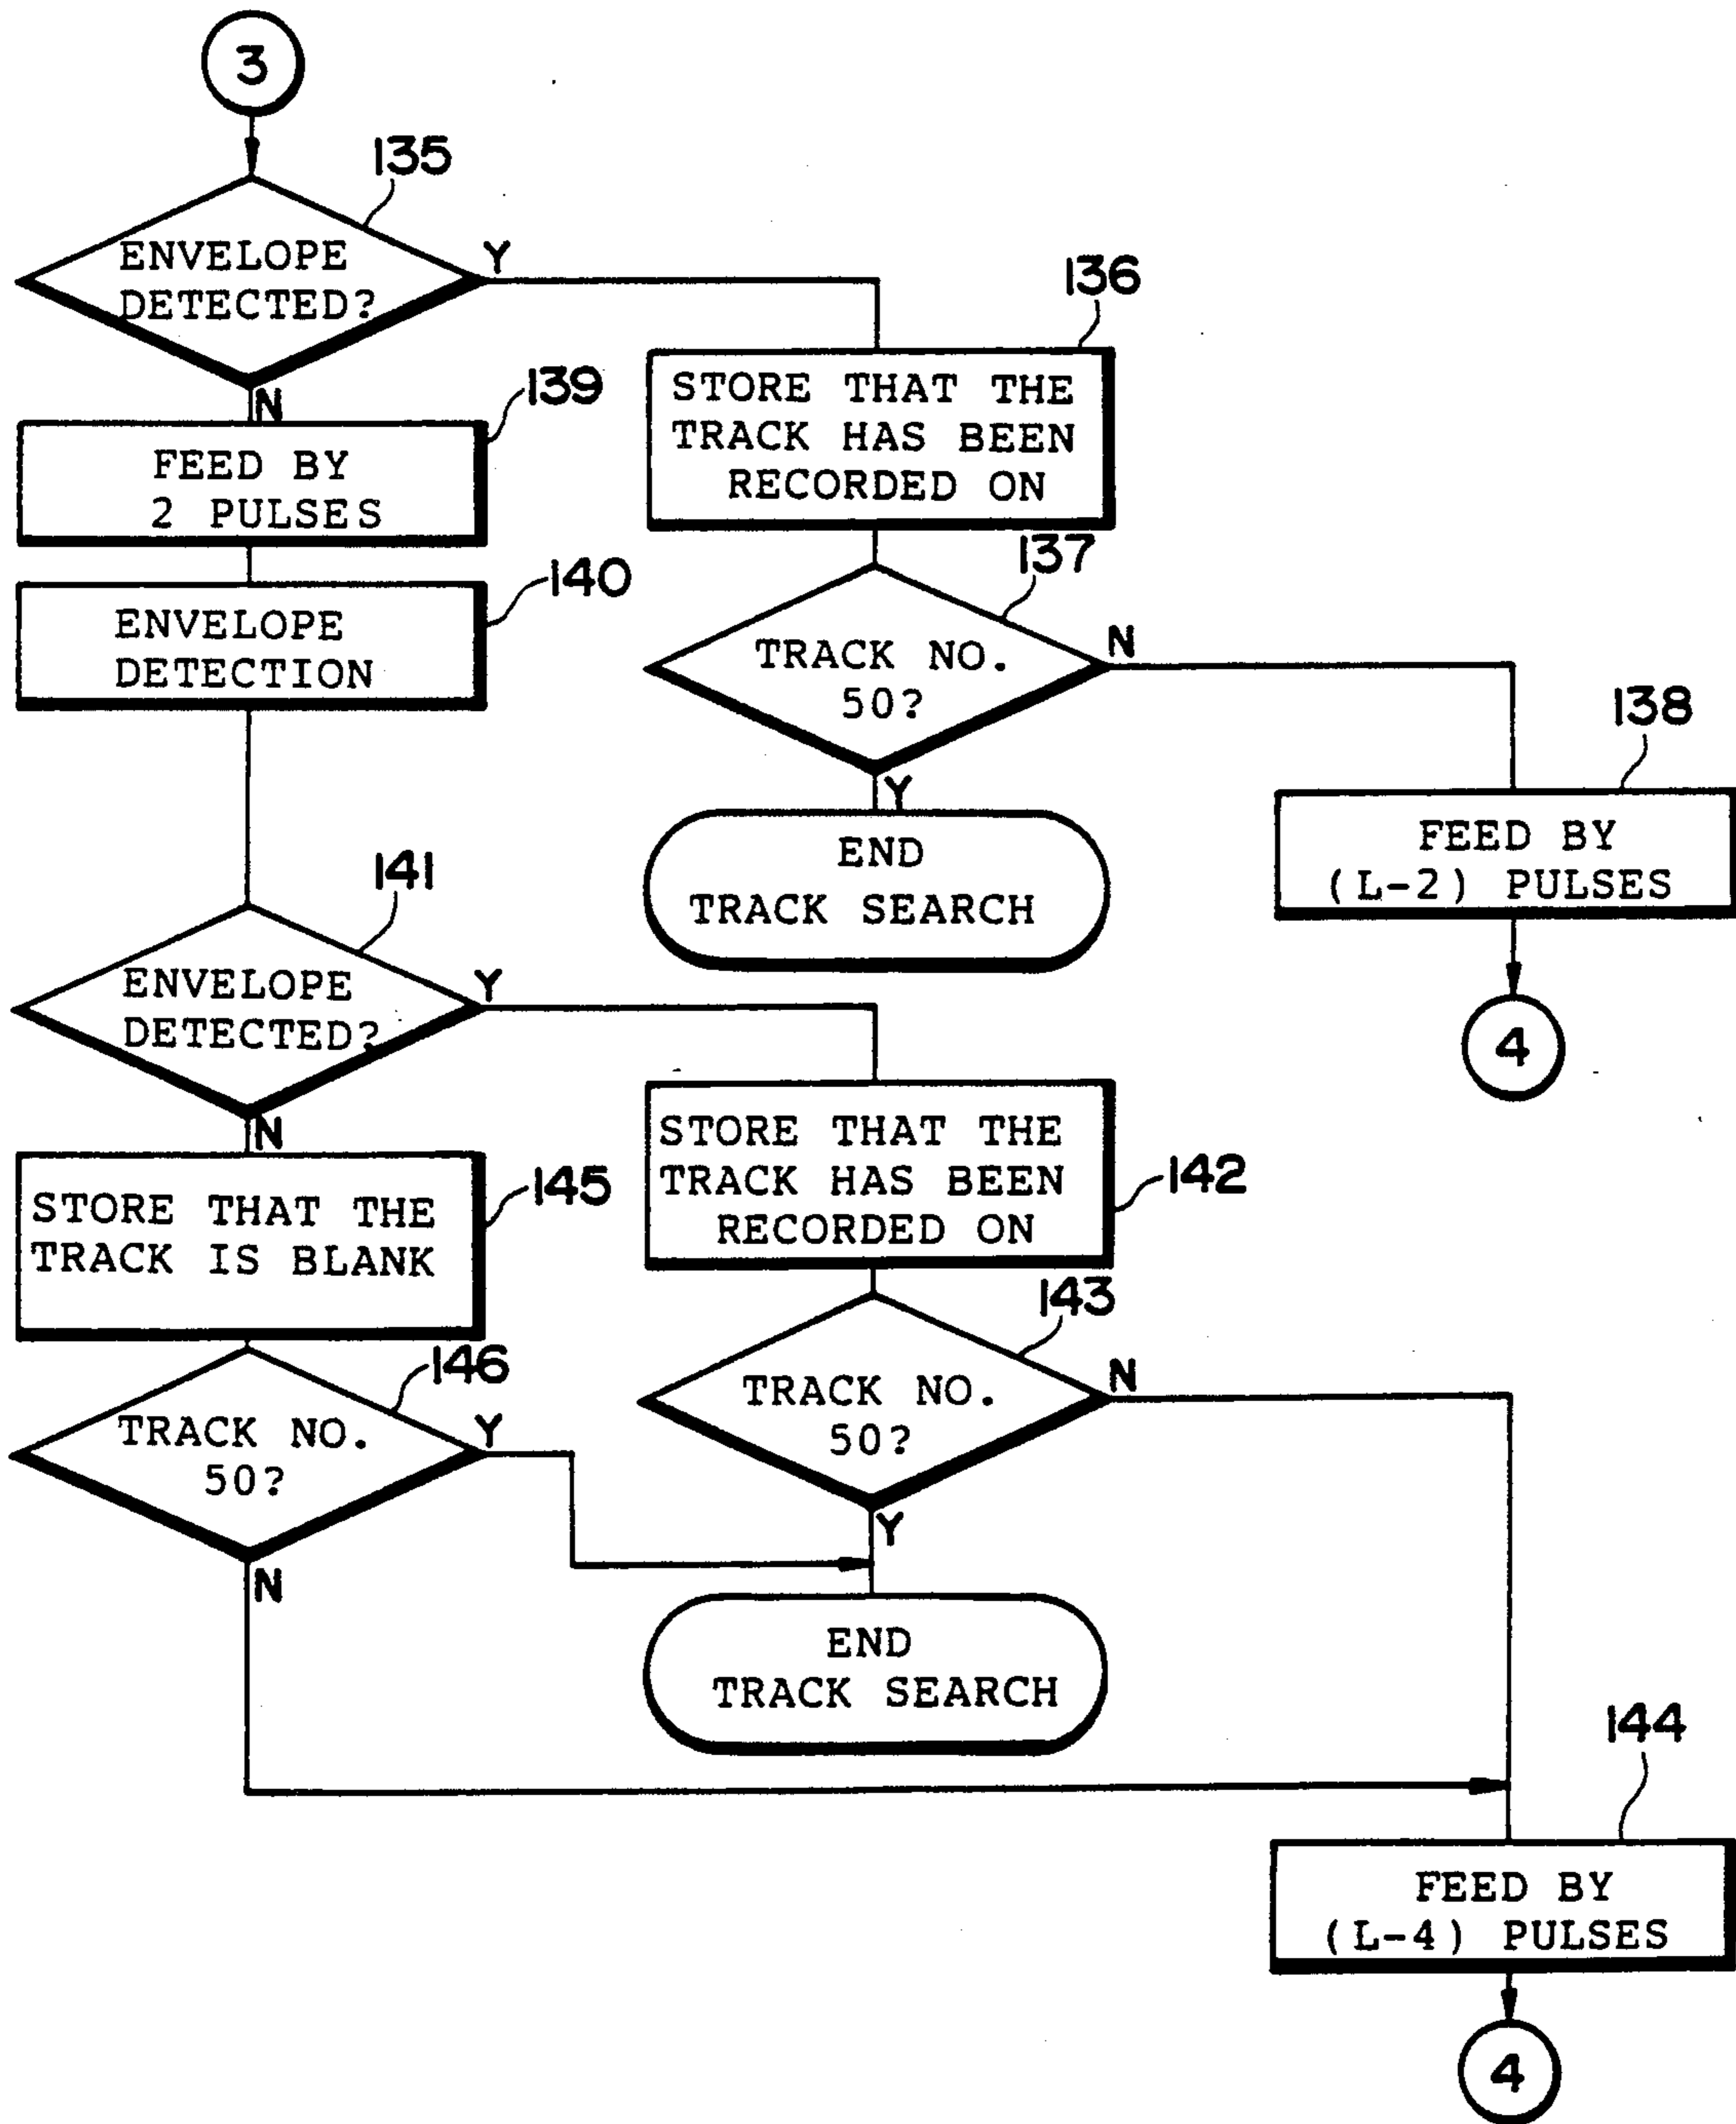 3
135
ENVELOPE
DETECTED?
Y
N
136
STORE THAT THE
TRACK HAS BEEN
RECORDED ON
139
FEED BY
2 PULSES
137
TRACK NO.
50?
N
Y
140
ENVELOPE
DETECTION
138
FEED BY
(L-2) PULSES
END
TRACK SEARCH
4
141
ENVELOPE
DETECTED?
Y
N
142
STORE THAT THE
TRACK HAS BEEN
RECORDED ON
145
STORE THAT THE
TRACK IS BLANK
143
TRACK NO.
50?
N
Y
146
TRACK NO.
50?
Y
N
END
TRACK SEARCH
144
FEED BY
(L-4) PULSES
4